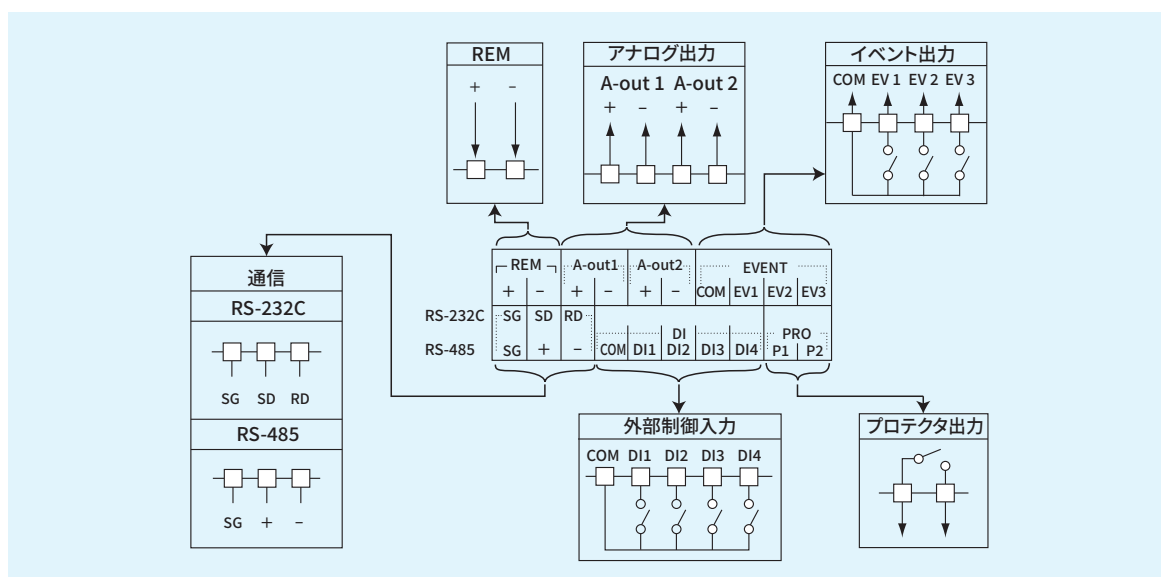 REM
+ −
アナログ出力
A-out 1 A-out 2
+ − + −
イベント出力
COM EV 1 EV 2 EV 3
通信
RS-232C
SG SD RD
RS-485
SG + −
REM A-out1 A-out2 EVENT
+ − + − + − COM EV1 EV2 EV3
RS-232C SG SD RD DI PRO
RS-485 SG + − COM DI1 DI2 DI3 DI4 P1 P2
外部制御入力
COM DI1 DI2 DI3 DI4
プロテクタ出力